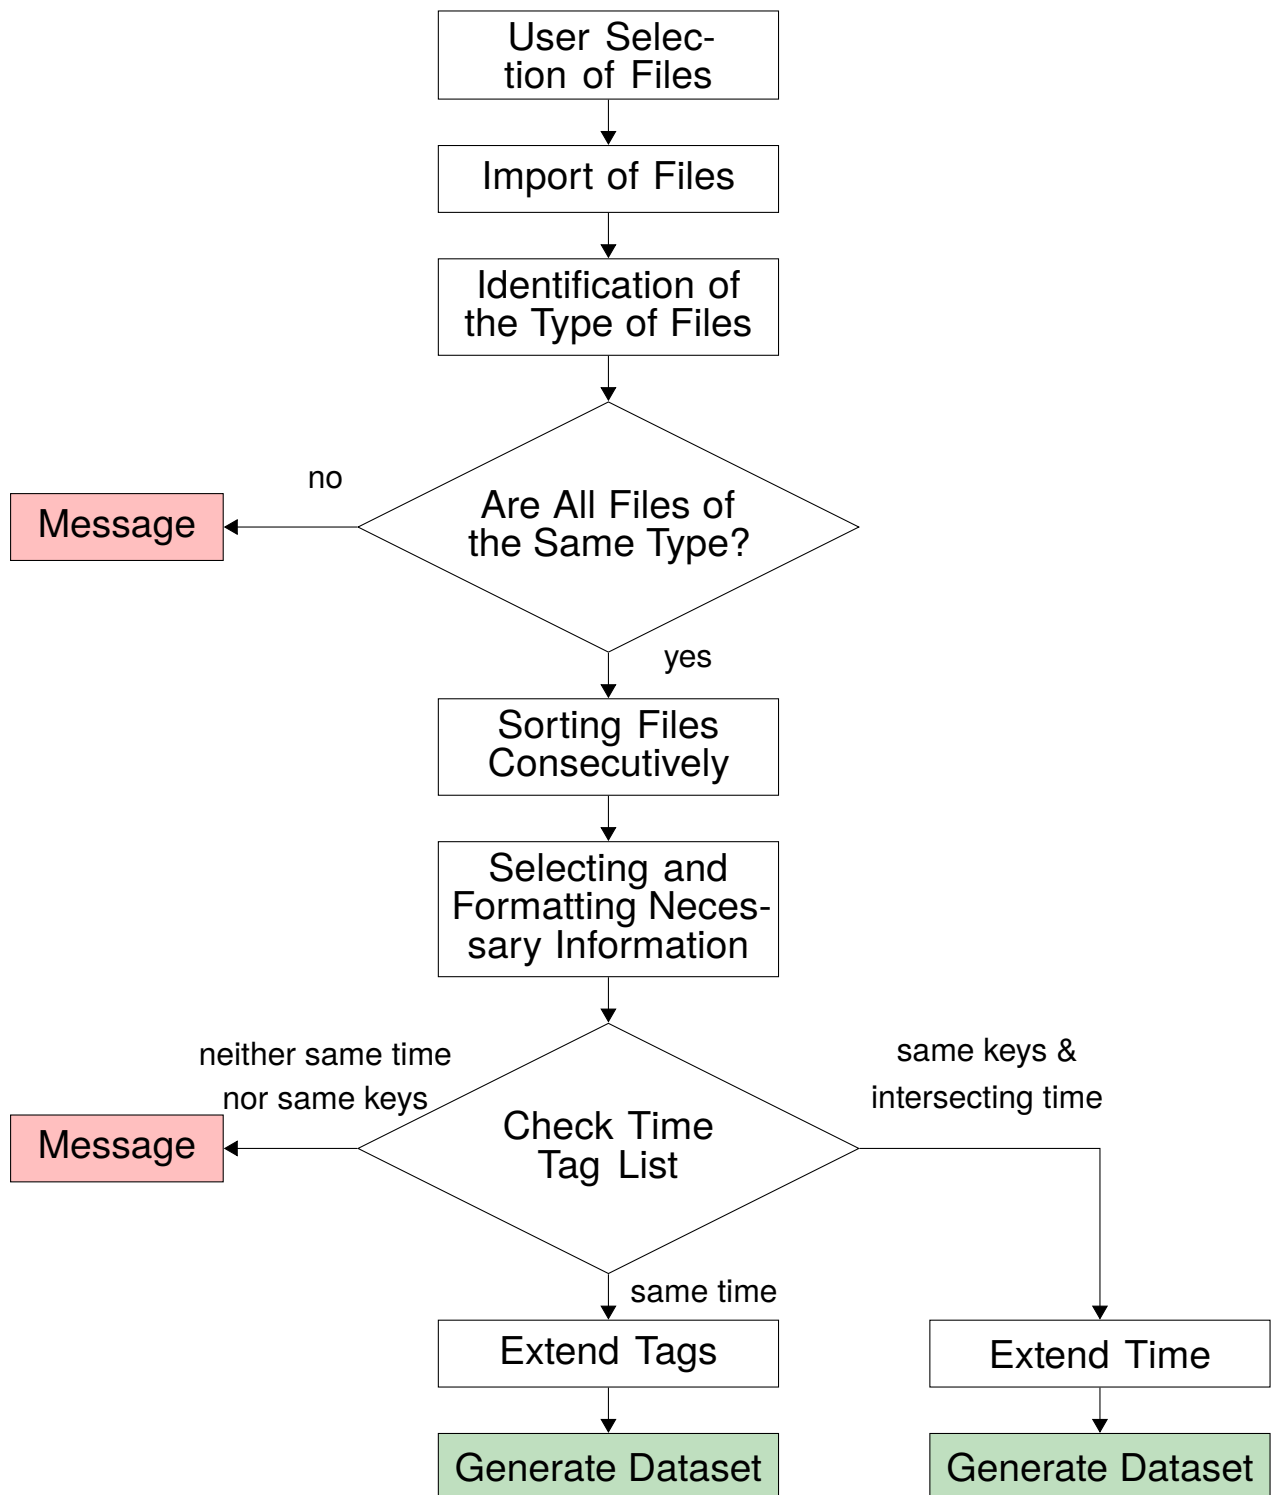 User Selec-
tion of Files
Import of Files
Identification of
the Type of Files
no
Are All Files of
the Same Type?
Message
yes
Sorting Files
Consecutively
Selecting and
Formatting Neces-
sary Information
neither same time
nor same keys
same keys &
intersecting time
Check Time
Tag List
Message
same time
Extend Tags
Extend Time
Generate Dataset
Generate Dataset